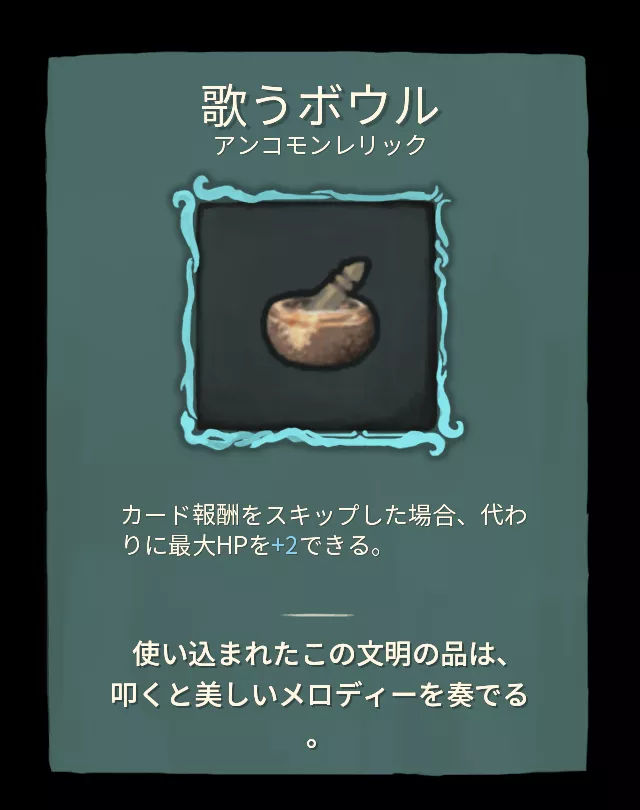 歌うボウル
アンコモンレリック
カード報酬をスキップした場合、代わ
りに最大HPを+2できる。
使い込まれたこの文明の品は、
叩くと美しいメロディーを奏でる
。